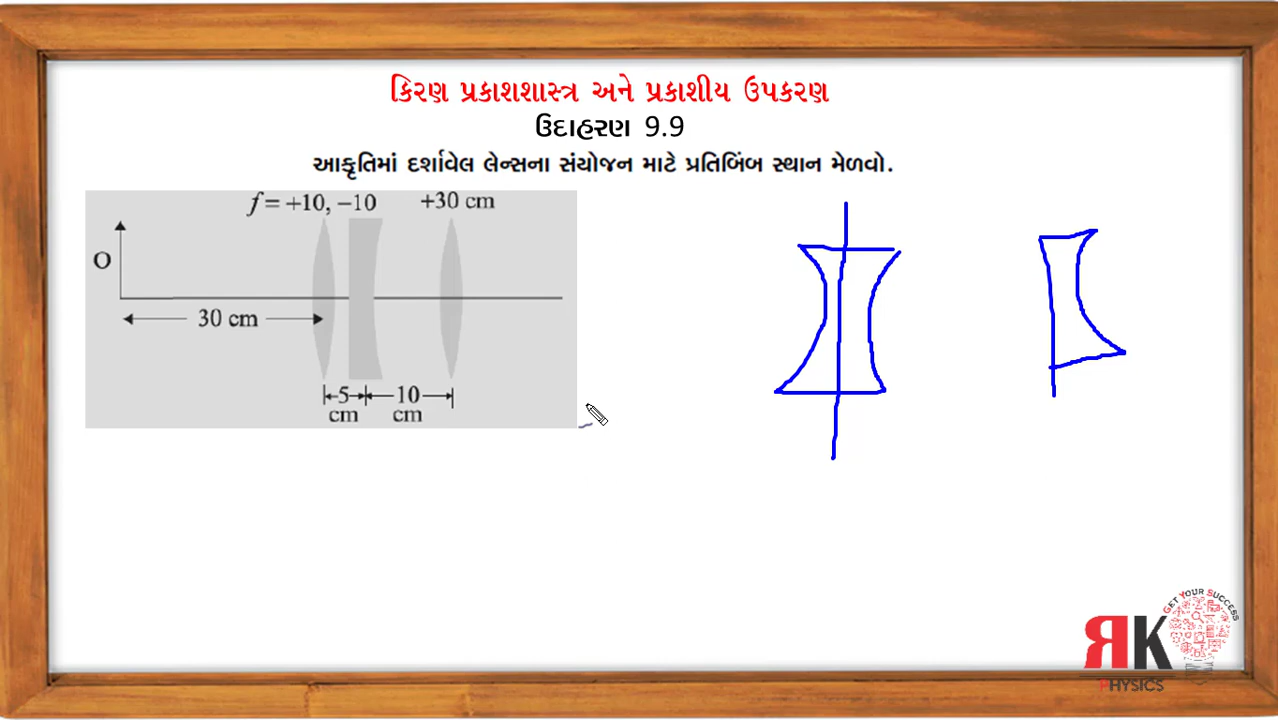 કિરણ પ્રકાશશાસ્ત્ર અને પ્રકાશીય ઉપકરણ
ઉદાહરણ 9.9
આકૃતિમાં દર્શાવેલ લેન્સના સંયોજન માટે પ્રતિબિંબ સ્થાન મેળવો.
f = +10, −10 +30 cm
O
30 cm
5 10
cm cm
GET YOUR SUCCESS
RK
PHYSICS